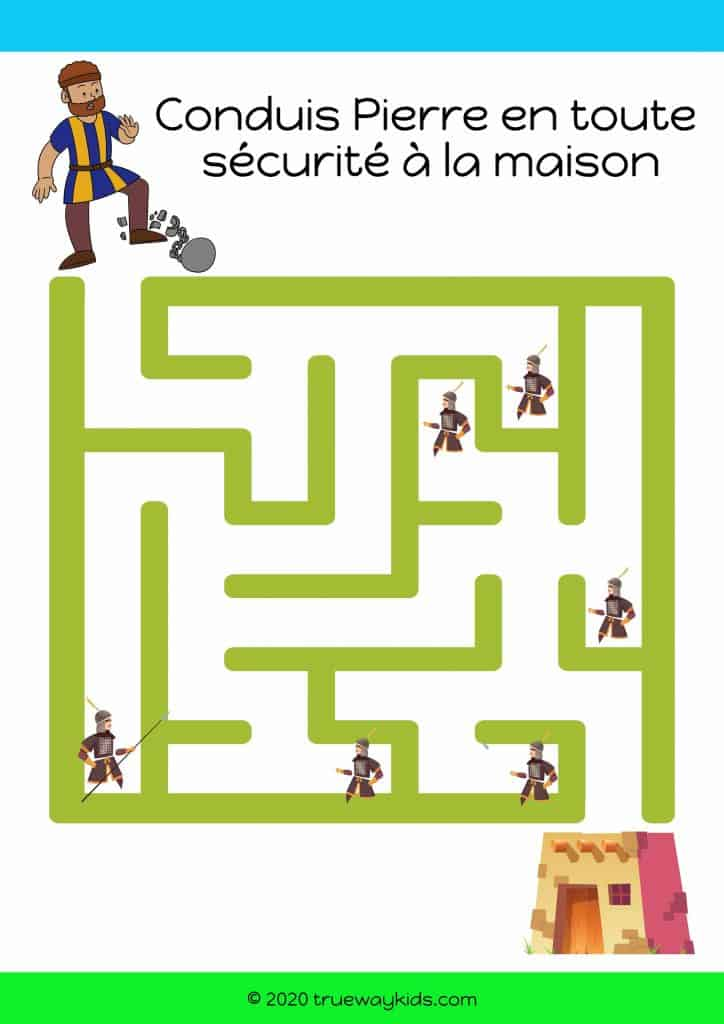 Conduis Pierre en toute
sécurité à la maison
© 2020 truewaykids.com